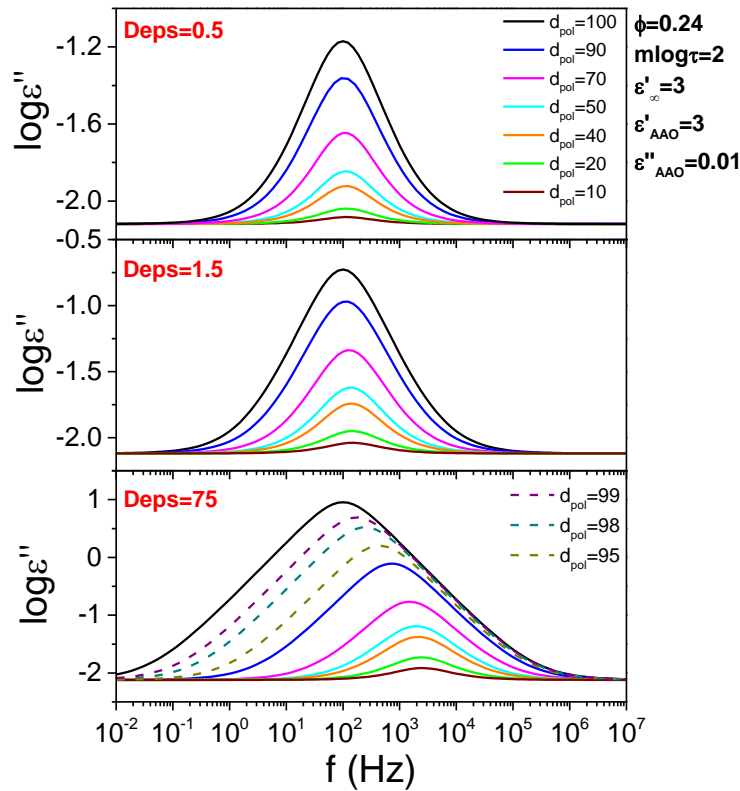 Deps=0.5
d_pol=100
d_pol=90
d_pol=70
d_pol=50
d_pol=40
d_pol=20
d_pol=10
ϕ=0.24
mlogτ=2
ε'_∞=3
ε'_AAO=3
ε''_AAO=0.01
-1.2
-1.6
-2.0
logε''
-0.5
Deps=1.5
-1.0
-1.5
-2.0
logε''
Deps=75
d_pol=99
d_pol=98
d_pol=95
1
0
-1
-2
logε''
10^-2 10^-1 10^0 10^1 10^2 10^3 10^4 10^5 10^6 10^7
f (Hz)